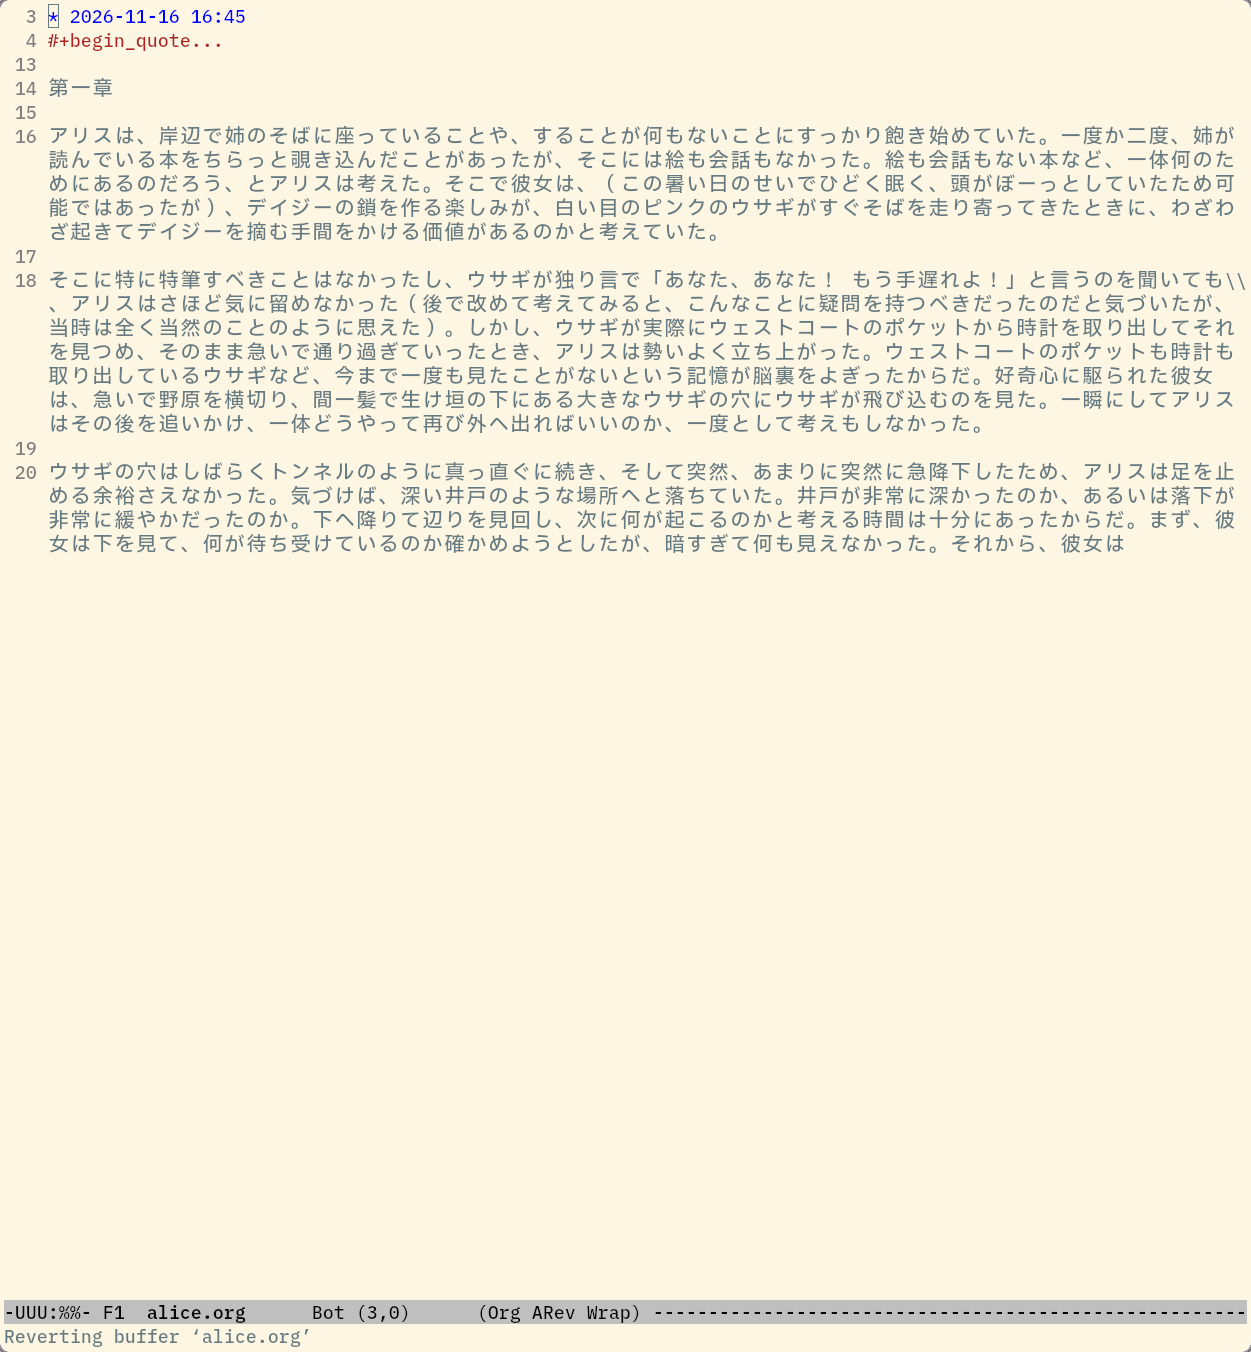 3 * 2026-11-16 16:45
4 #+begin_quote...
13
14 第一章
15
16 アリスは、岸辺で姉のそばに座っていることや、することが何もないことにすっかり飽き始めていた。一度か二度、姉が
読んでいる本をちらっと覗き込んだことがあったが、そこには絵も会話もなかった。絵も会話もない本など、一体何のた
めにあるのだろう、とアリスは考えた。そこで彼女は、（この暑い日のせいでひどく眠く、頭がぼーっとしていたため可
能ではあったが）、デイジーの鎖を作る楽しみが、白い目のピンクのウサギがすぐそばを走り寄ってきたときに、わざわ
ざ起きてデイジーを摘む手間をかける価値があるのかと考えていた。
17
18 そこに特に特筆すべきことはなかったし、ウサギが独り言で「あなた、あなた！ もう手遅れよ！」と言うのを聞いても\\
、アリスはさほど気に留めなかった（後で改めて考えてみると、こんなことに疑問を持つべきだったのだと気づいたが、
当時は全く当然のことのように思えた）。しかし、ウサギが実際にウェストコートのポケットから時計を取り出してそれ
を見つめ、そのまま急いで通り過ぎていったとき、アリスは勢いよく立ち上がった。ウェストコートのポケットも時計も
取り出しているウサギなど、今まで一度も見たことがないという記憶が脳裏をよぎったからだ。好奇心に駆られた彼女
は、急いで野原を横切り、間一髪で生け垣の下にある大きなウサギの穴にウサギが飛び込むのを見た。一瞬にしてアリス
はその後を追いかけ、一体どうやって再び外へ出ればいいのか、一度として考えもしなかった。
19
20 ウサギの穴はしばらくトンネルのように真っ直ぐに続き、そして突然、あまりに突然に急降下したため、アリスは足を止
める余裕さえなかった。気づけば、深い井戸のような場所へと落ちていた。井戸が非常に深かったのか、あるいは落下が
非常に緩やかだったのか。下へ降りて辺りを見回し、次に何が起こるのかと考える時間は十分にあったからだ。まず、彼
女は下を見て、何が待ち受けているのか確かめようとしたが、暗すぎて何も見えなかった。それから、彼女は
-UUU:%%- F1  alice.org      Bot (3,0)      (Org ARev Wrap) ------------------------------------------------------
Reverting buffer ‘alice.org’